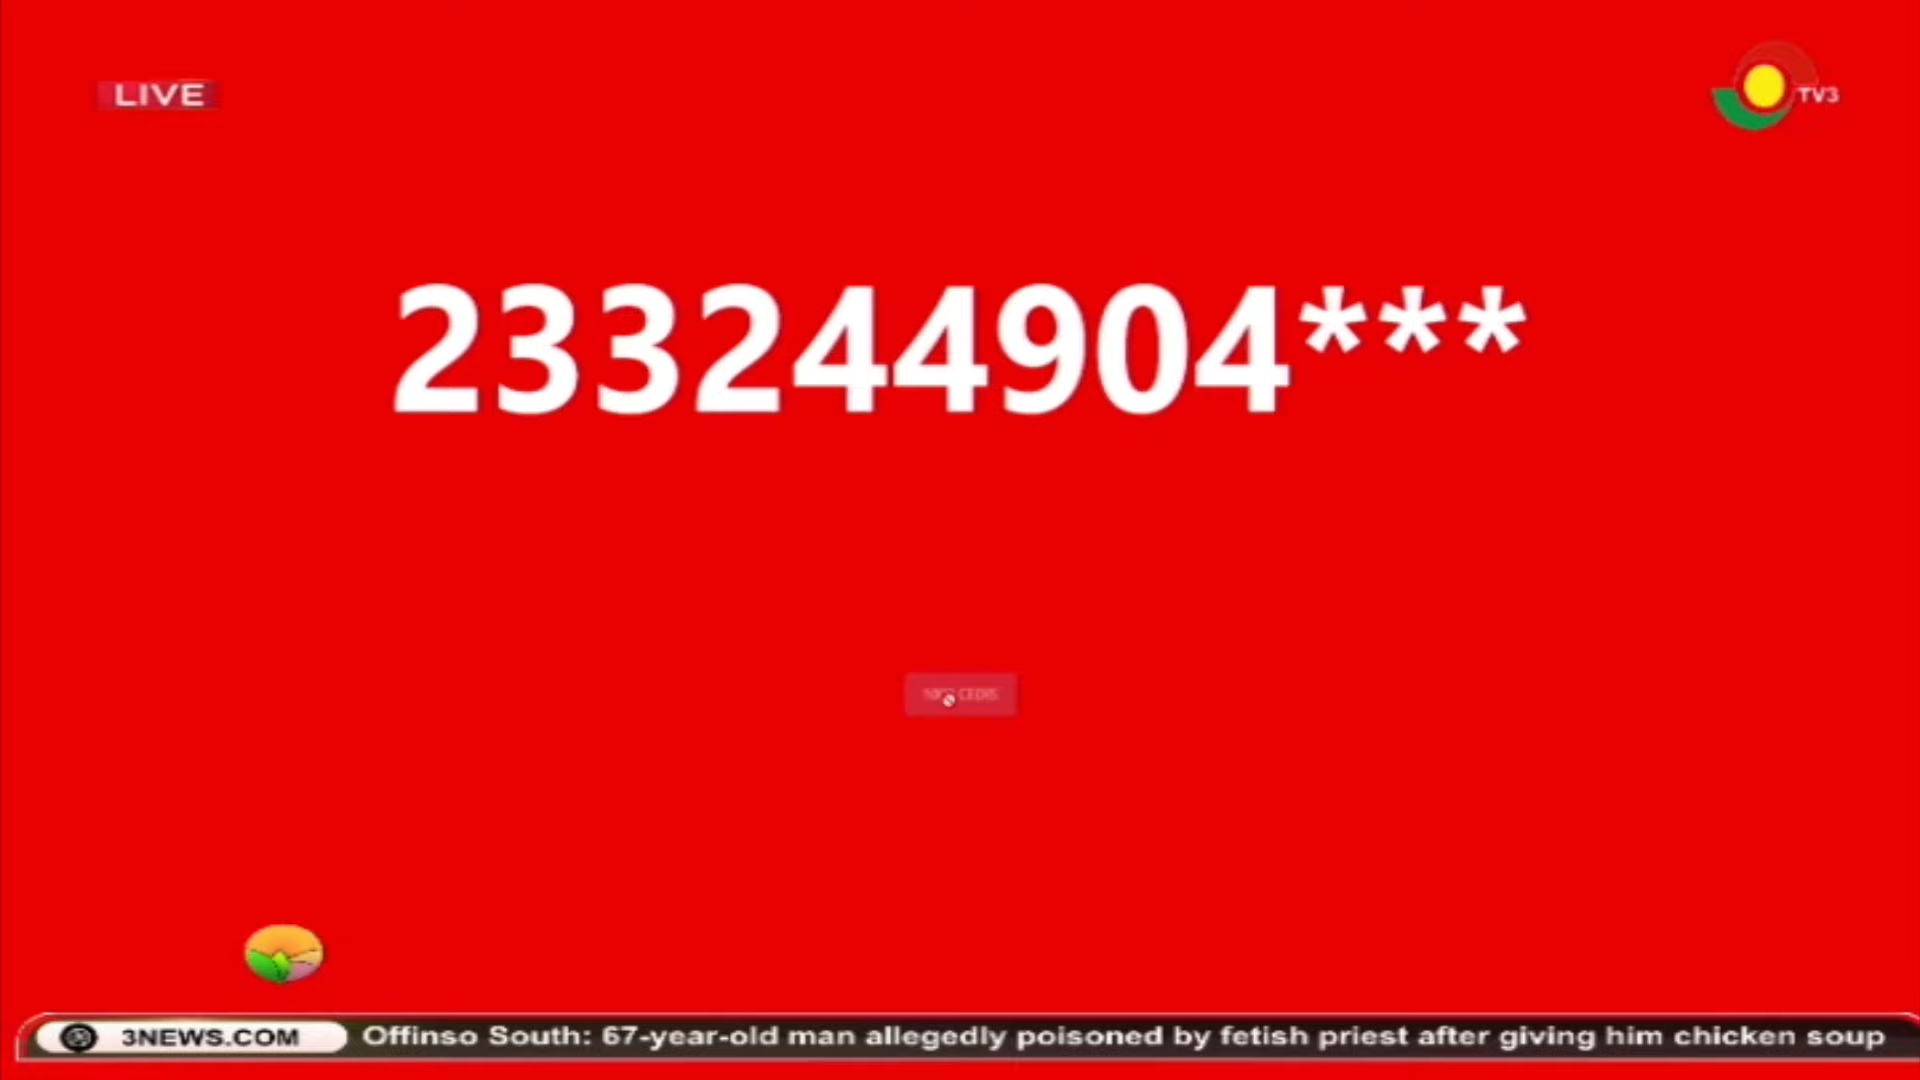 LIVE
TV3
233244904***
CEDIS
3NEWS.COM
Offinso South: 67-year-old man allegedly poisoned by fetish priest after giving him chicken soup